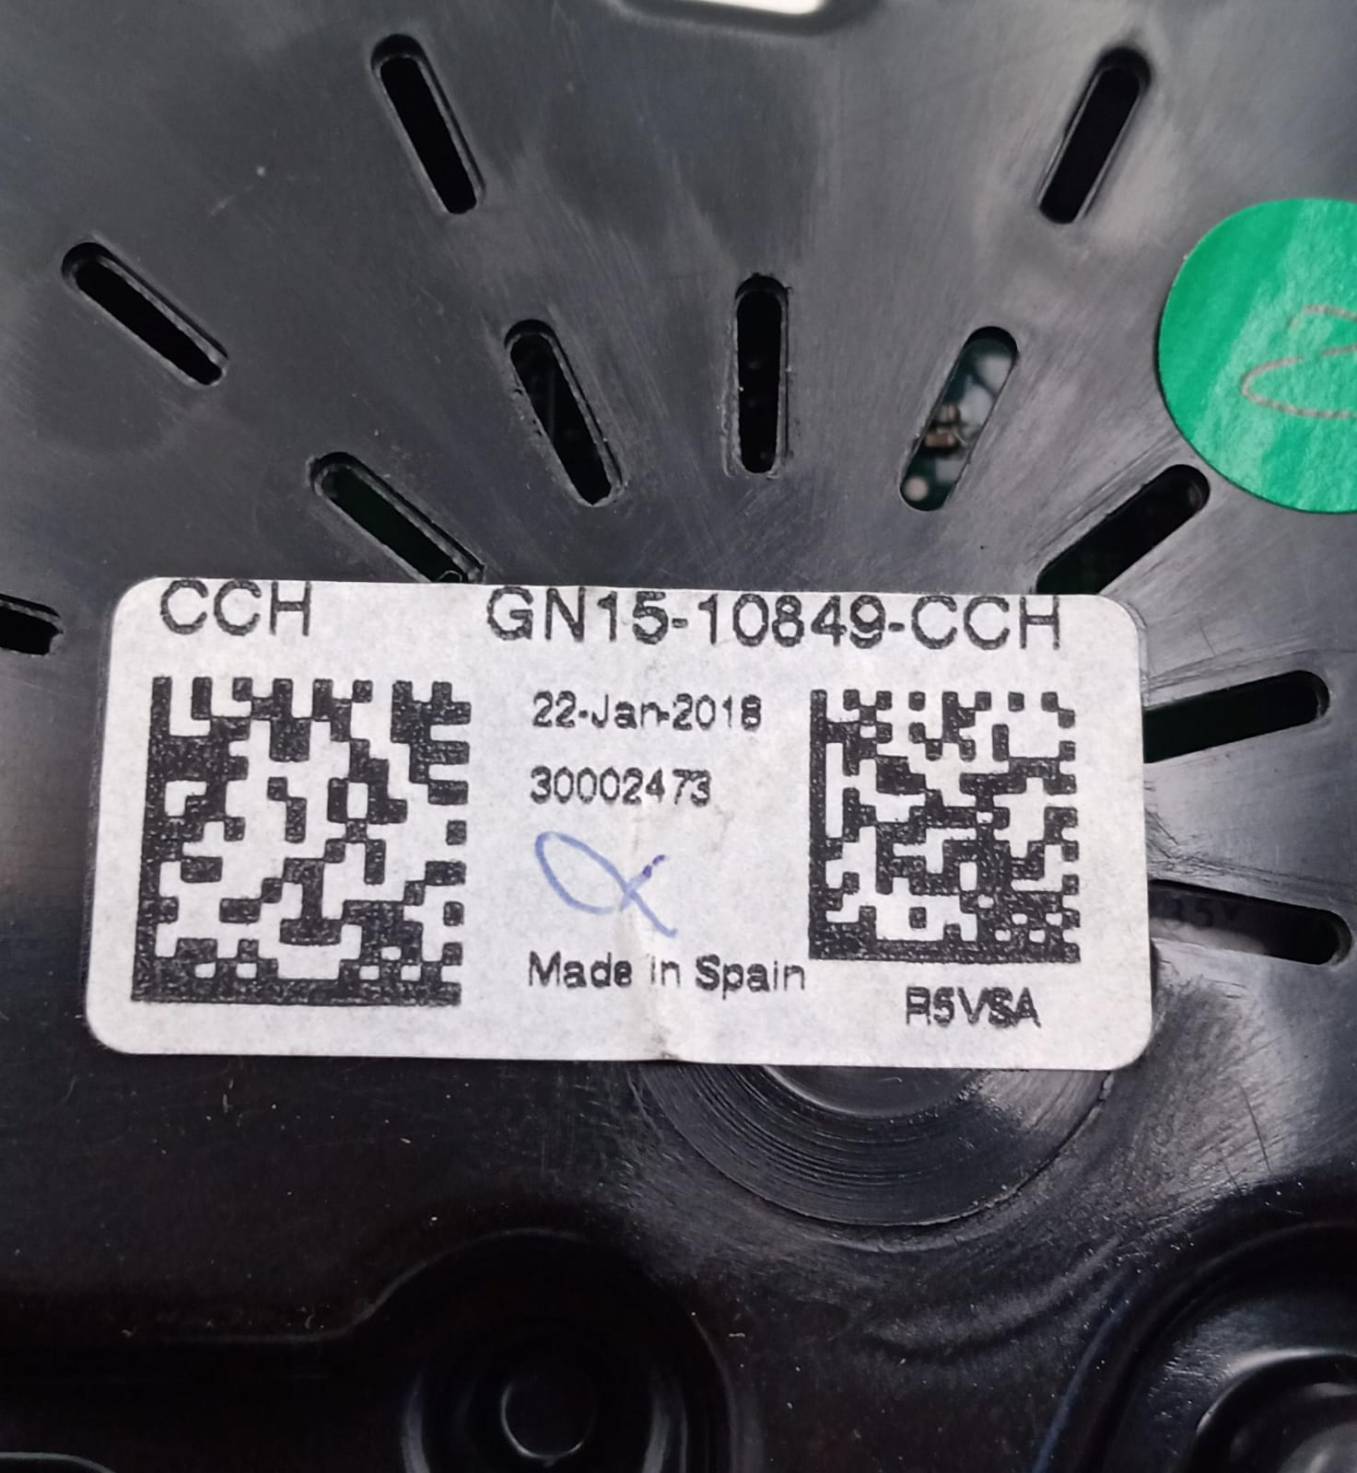 CCH GN15-10849-CCH
22-Jan-2018
30002473
Made in Spain
R5VSA